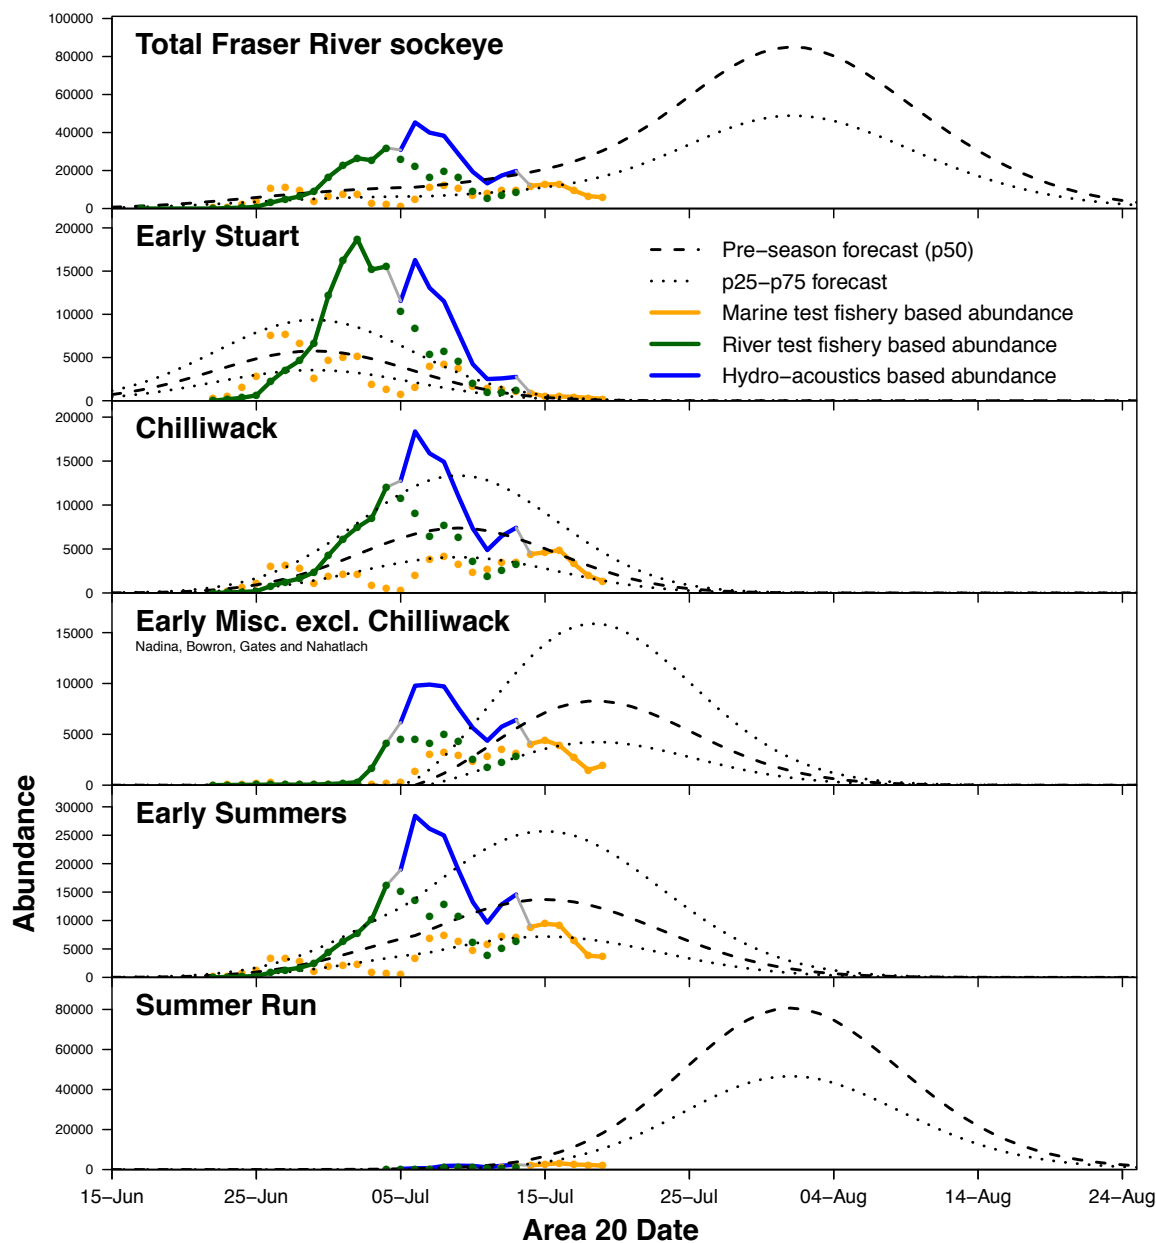 Total Fraser River sockeye
100000
80000
60000
40000
20000
0
Early Stuart
20000
15000
10000
5000
0
Pre−season forecast (p50)
p25−p75 forecast
Marine test fishery based abundance
River test fishery based abundance
Hydro−acoustics based abundance
Chilliwack
20000
15000
10000
5000
0
Early Misc. excl. Chilliwack
Nadina, Bowron, Gates and Nahatlach
15000
10000
5000
0
Early Summers
30000
25000
20000
15000
10000
5000
0
Summer Run
80000
60000
40000
20000
0
Abundance
15−Jun 25−Jun 05−Jul 15−Jul 25−Jul 04−Aug 14−Aug 24−Aug
Area 20 Date